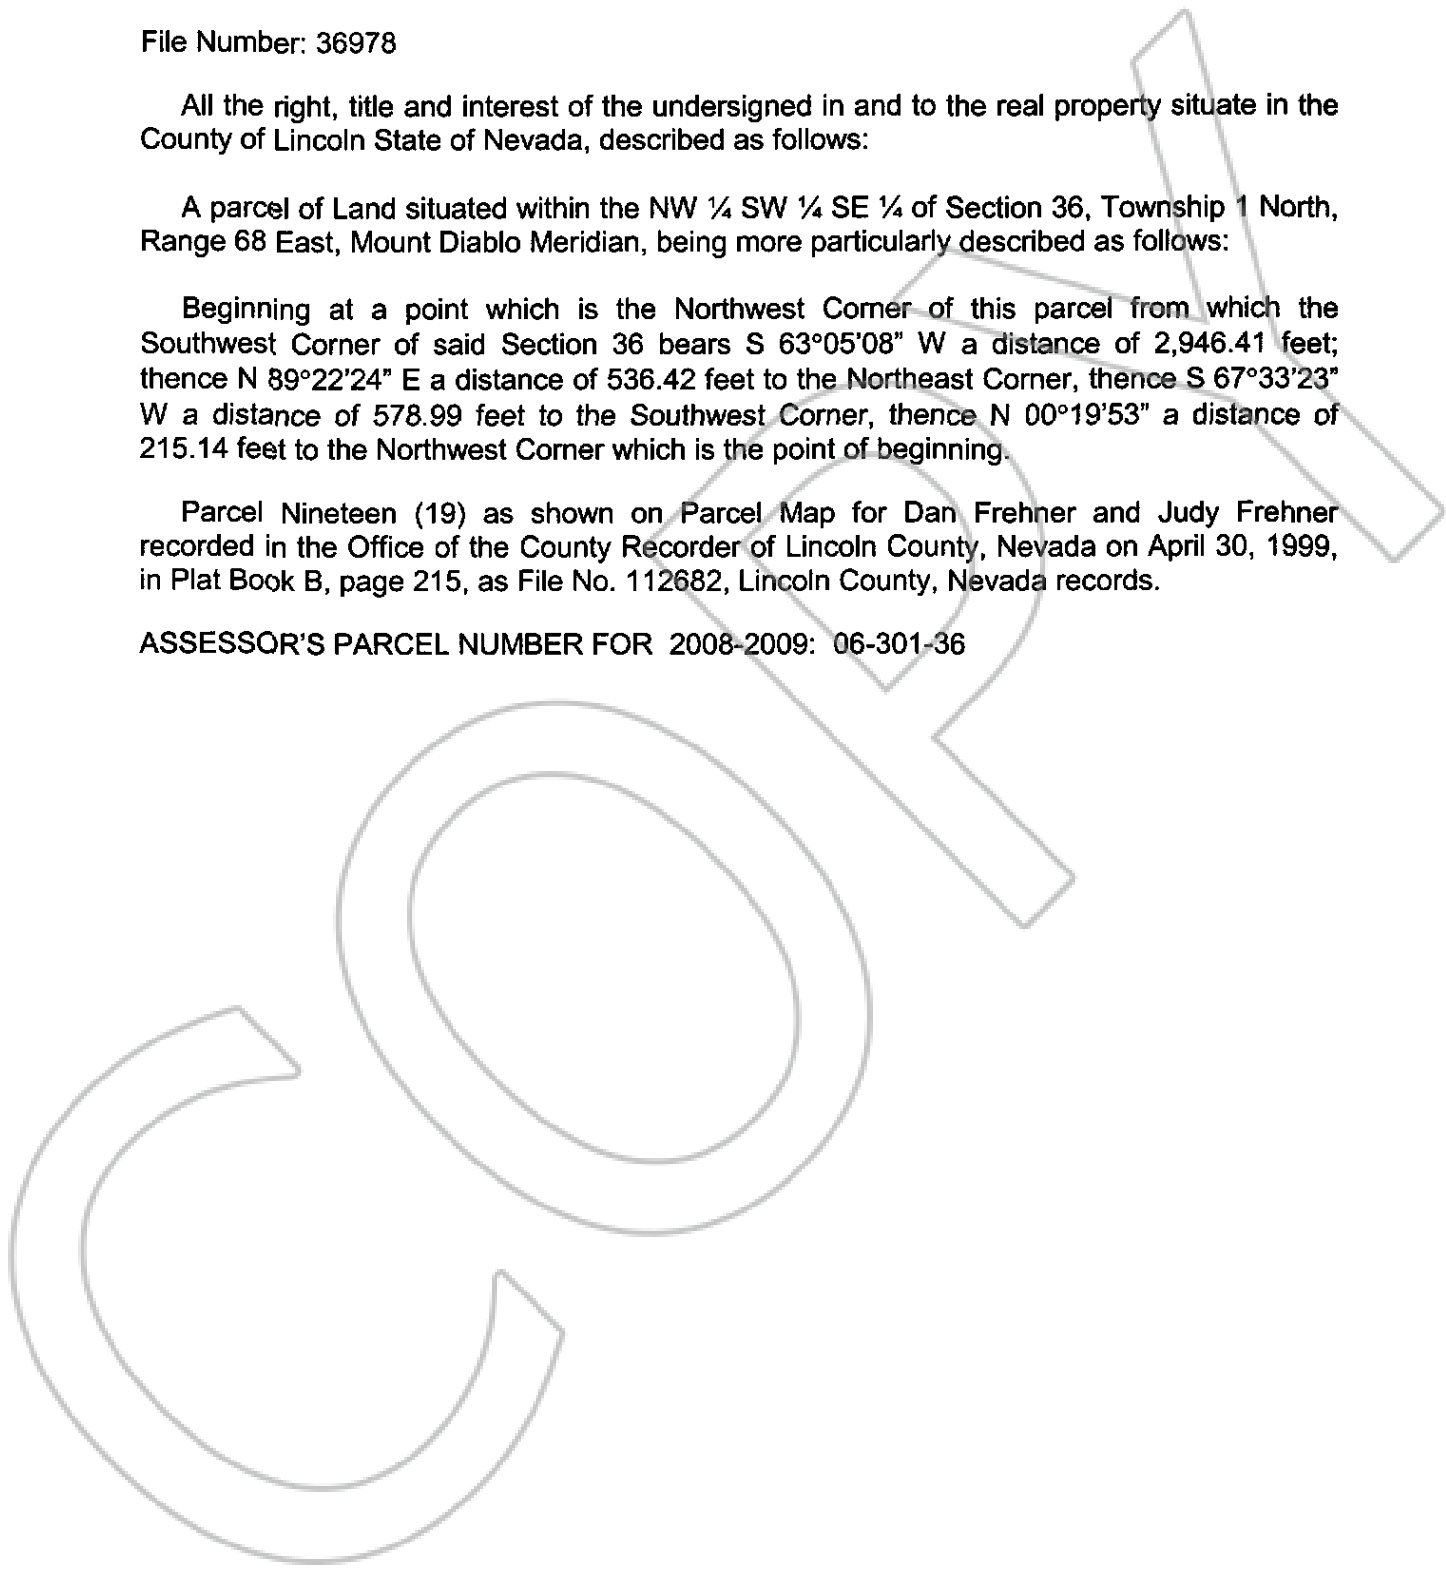 File Number: 36978
All the right, title and interest of the undersigned in and to the real property situate in the
County of Lincoln State of Nevada, described as follows:
A parcel of Land situated within the NW ¼ SW ¼ SE ¼ of Section 36, Township 1 North,
Range 68 East, Mount Diablo Meridian, being more particularly described as follows:
Beginning at a point which is the Northwest Corner of this parcel from which the
Southwest Corner of said Section 36 bears S 63°05'08" W a distance of 2,946.41 feet;
thence N 89°22'24" E a distance of 536.42 feet to the Northeast Corner, thence S 67°33'23"
W a distance of 578.99 feet to the Southwest Corner, thence N 00°19'53" a distance of
215.14 feet to the Northwest Corner which is the point of beginning.
Parcel Nineteen (19) as shown on Parcel Map for Dan Frehner and Judy Frehner
recorded in the Office of the County Recorder of Lincoln County, Nevada on April 30, 1999,
in Plat Book B, page 215, as File No. 112682, Lincoln County, Nevada records.
ASSESSOR'S PARCEL NUMBER FOR 2008-2009: 06-301-36
COPY